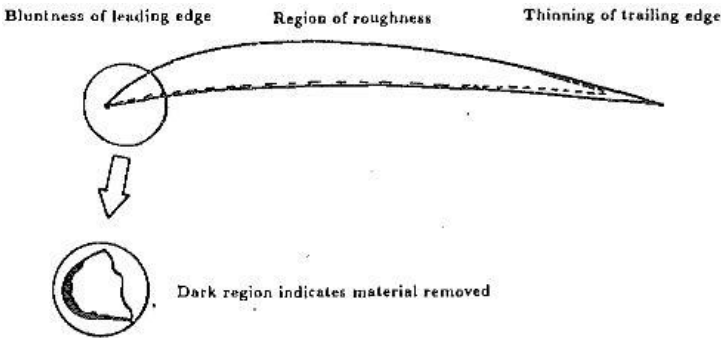 Bluntness of leading edge
Region of roughness
Thinning of trailing edge
Dark region indicates material removed